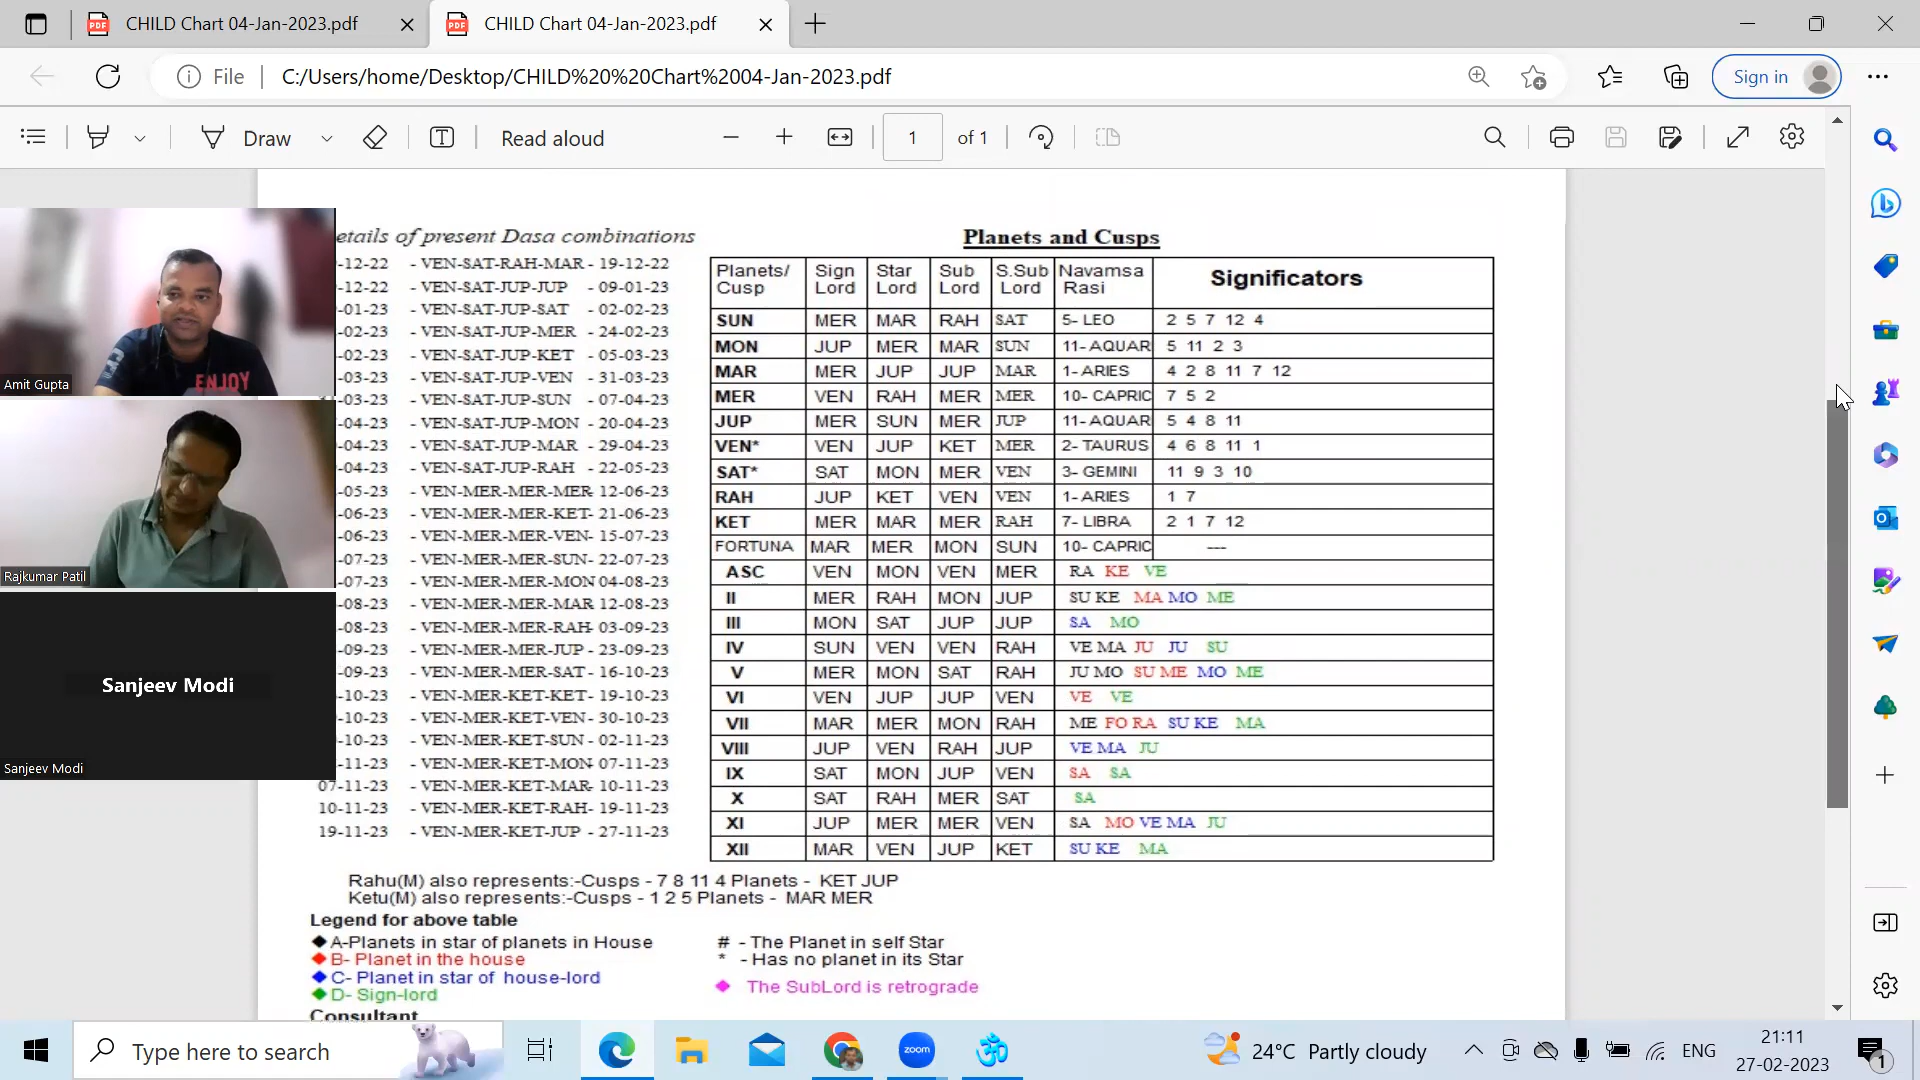 CHILD Chart 04-Jan-2023.pdf
CHILD Chart 04-Jan-2023.pdf
File
C:/Users/home/Desktop/CHILD%20%20Chart%2004-Jan-2023.pdf
Sign in
Draw
Read aloud
1
of 1
etails of present Dasa combinations
-12-22 - VEN-SAT-RAH-MAR - 19-12-22
-12-22 - VEN-SAT-JUP-JUP - 09-01-23
-01-23 - VEN-SAT-JUP-SAT - 02-02-23
-02-23 - VEN-SAT-JUP-MER - 24-02-23
-02-23 - VEN-SAT-JUP-KET - 05-03-23
-03-23 - VEN-SAT-JUP-VEN - 31-03-23
-03-23 - VEN-SAT-JUP-SUN - 07-04-23
-04-23 - VEN-SAT-JUP-MON - 20-04-23
-04-23 - VEN-SAT-JUP-MAR - 29-04-23
-04-23 - VEN-SAT-JUP-RAH - 22-05-23
-05-23 - VEN-MER-MER-MER- 12-06-23
-06-23 - VEN-MER-MER-KET- 21-06-23
-06-23 - VEN-MER-MER-VEN- 15-07-23
-07-23 - VEN-MER-MER-SUN- 22-07-23
-07-23 - VEN-MER-MER-MON- 04-08-23
-08-23 - VEN-MER-MER-MAR- 12-08-23
-08-23 - VEN-MER-MER-RAH- 03-09-23
-09-23 - VEN-MER-MER-JUP - 23-09-23
-09-23 - VEN-MER-MER-SAT - 16-10-23
-10-23 - VEN-MER-KET-KET- 19-10-23
-10-23 - VEN-MER-KET-VEN- 30-10-23
-10-23 - VEN-MER-KET-SUN - 02-11-23
-11-23 - VEN-MER-KET-MON- 07-11-23
07-11-23 - VEN-MER-KET-MAR- 10-11-23
10-11-23 - VEN-MER-KET-RAH- 19-11-23
19-11-23 - VEN-MER-KET-JUP - 27-11-23
Planets and Cusps
Planets/ Cusp Sign Lord Star Lord Sub Lord S.Sub Lord Navamsa Rasi Significators
SUN MER MAR RAH SAT 5- LEO 2 5 7 12 4
MON JUP MER MAR SUN 11- AQUAR 5 11 2 3
MAR MER JUP JUP MAR 1- ARIES 4 2 8 11 7 12
MER VEN RAH MER MER 10- CAPRIC 7 5 2
JUP MER SUN MER JUP 11- AQUAR 5 4 8 11
VEN* VEN JUP KET MER 2- TAURUS 4 6 8 11 1
SAT* SAT MON MER VEN 3- GEMINI 11 9 3 10
RAH JUP KET VEN VEN 1- ARIES 1 7
KET MER MAR MER RAH 7- LIBRA 2 1 7 12
FORTUNA MAR MER MON SUN 10- CAPRIC ---
ASC VEN MON VEN MER RA KE VE
II MER RAH MON JUP SU KE MA MO ME
III MON SAT JUP JUP SA MO
IV SUN VEN VEN RAH VE MA JU JU SU
V MER MON SAT RAH JU MO SU ME MO ME
VI VEN JUP JUP VEN VE VE
VII MAR MER MON RAH ME FO RA SU KE MA
VIII JUP VEN RAH JUP VE MA JU
IX SAT MON JUP VEN SA SA
X SAT RAH MER SAT SA
XI JUP MER MER VEN SA MO VE MA JU
XII MAR VEN JUP KET SU KE MA
Rahu(M) also represents:-Cusps - 7 8 11 4 Planets - KET JUP
Ketu(M) also represents:-Cusps - 1 2 5 Planets - MAR MER
Legend for above table
A-Planets in star of planets in House
B- Planet in the house
C- Planet in star of house-lord
D- Sign-lord
# - The Planet in self Star
* - Has no planet in its Star
The SubLord is retrograde
Consultant
ENJOY
Amit Gupta
Rajkumar Patil
Sanjeev Modi
Sanjeev Modi
Type here to search
zoom
24°C Partly cloudy
ENG
21:11
27-02-2023
1